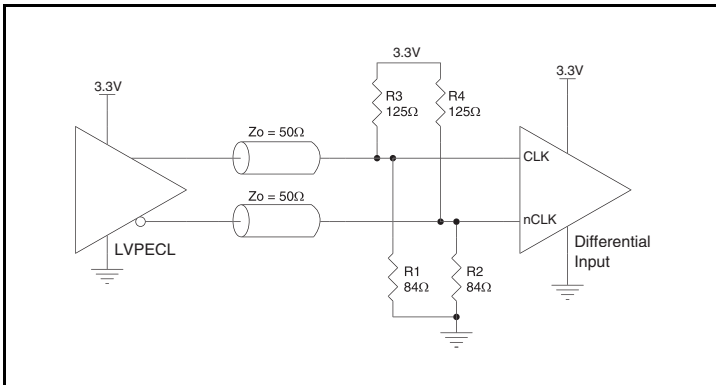 3.3V
3.3V
3.3V
R3
125Ω
R4
125Ω
Zo = 50Ω
CLK
Zo = 50Ω
nCLK
LVPECL
Differential
Input
R1
84Ω
R2
84Ω